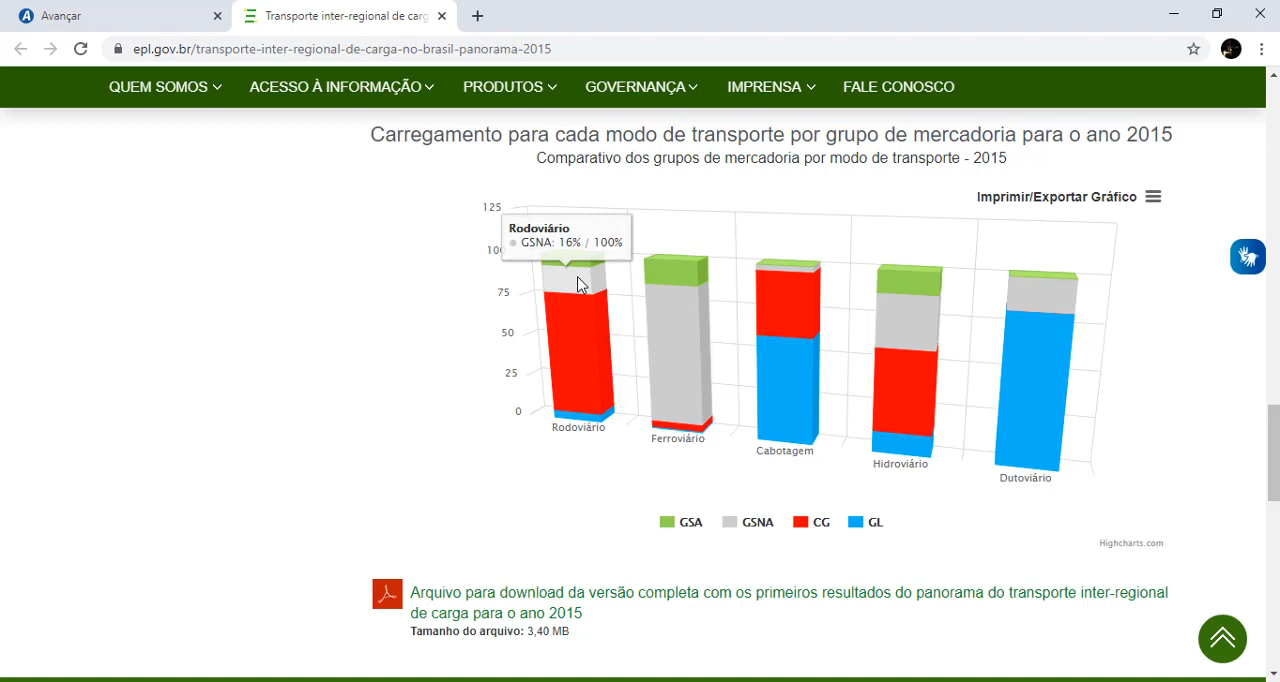 Avançar
Transporte inter-regional de carg
epl.gov.br/transporte-inter-regional-de-carga-no-brasil-panorama-2015
QUEM SOMOS ACESSO À INFORMAÇÃO PRODUTOS GOVERNANÇA IMPRENSA FALE CONOSCO
Carregamento para cada modo de transporte por grupo de mercadoria para o ano 2015
Comparativo dos grupos de mercadoria por modo de transporte - 2015
Imprimir/Exportar Gráfico
125
Rodoviário
GSNA: 16% / 100%
100
75
50
25
0
Rodoviário
Ferroviário
Cabotagem
Hidroviário
Dutoviário
GSA GSNA CG GL
Highcharts.com
Arquivo para download da versão completa com os primeiros resultados do panorama do transporte inter-regional
de carga para o ano 2015
Tamanho do arquivo: 3,40 MB